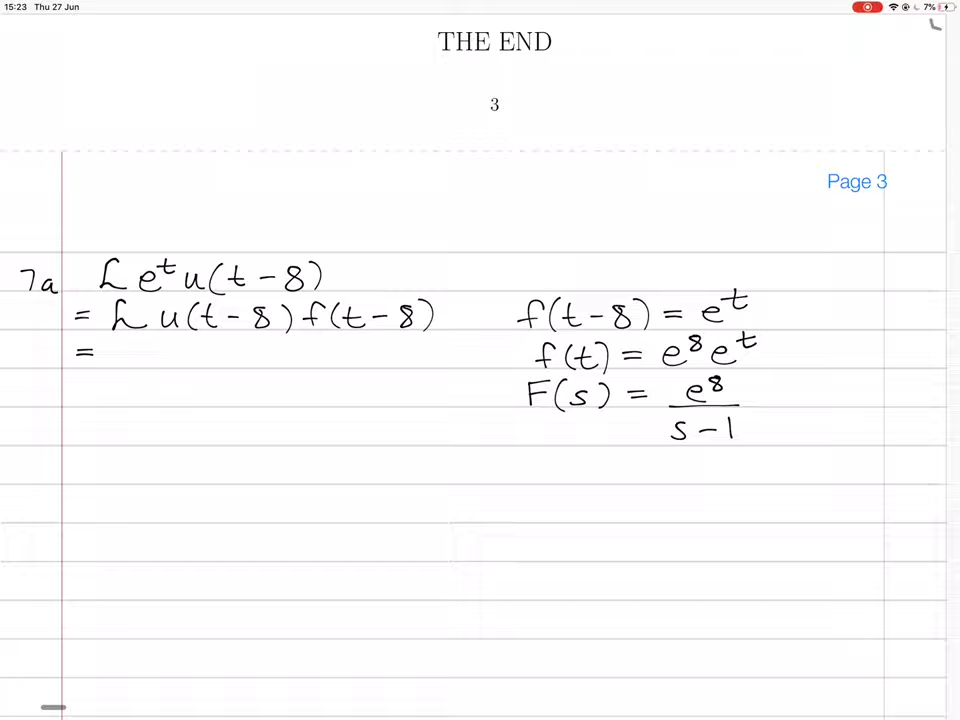 15:23 Thu 27 Jun 7%
THE END
3
Page 3
7a ℒ e^t u(t-8)
= ℒ u(t-8) f(t-8)
=
f(t-8) = e^t
f(t) = e^8 e^t
F(s) = e^8 / (s-1)